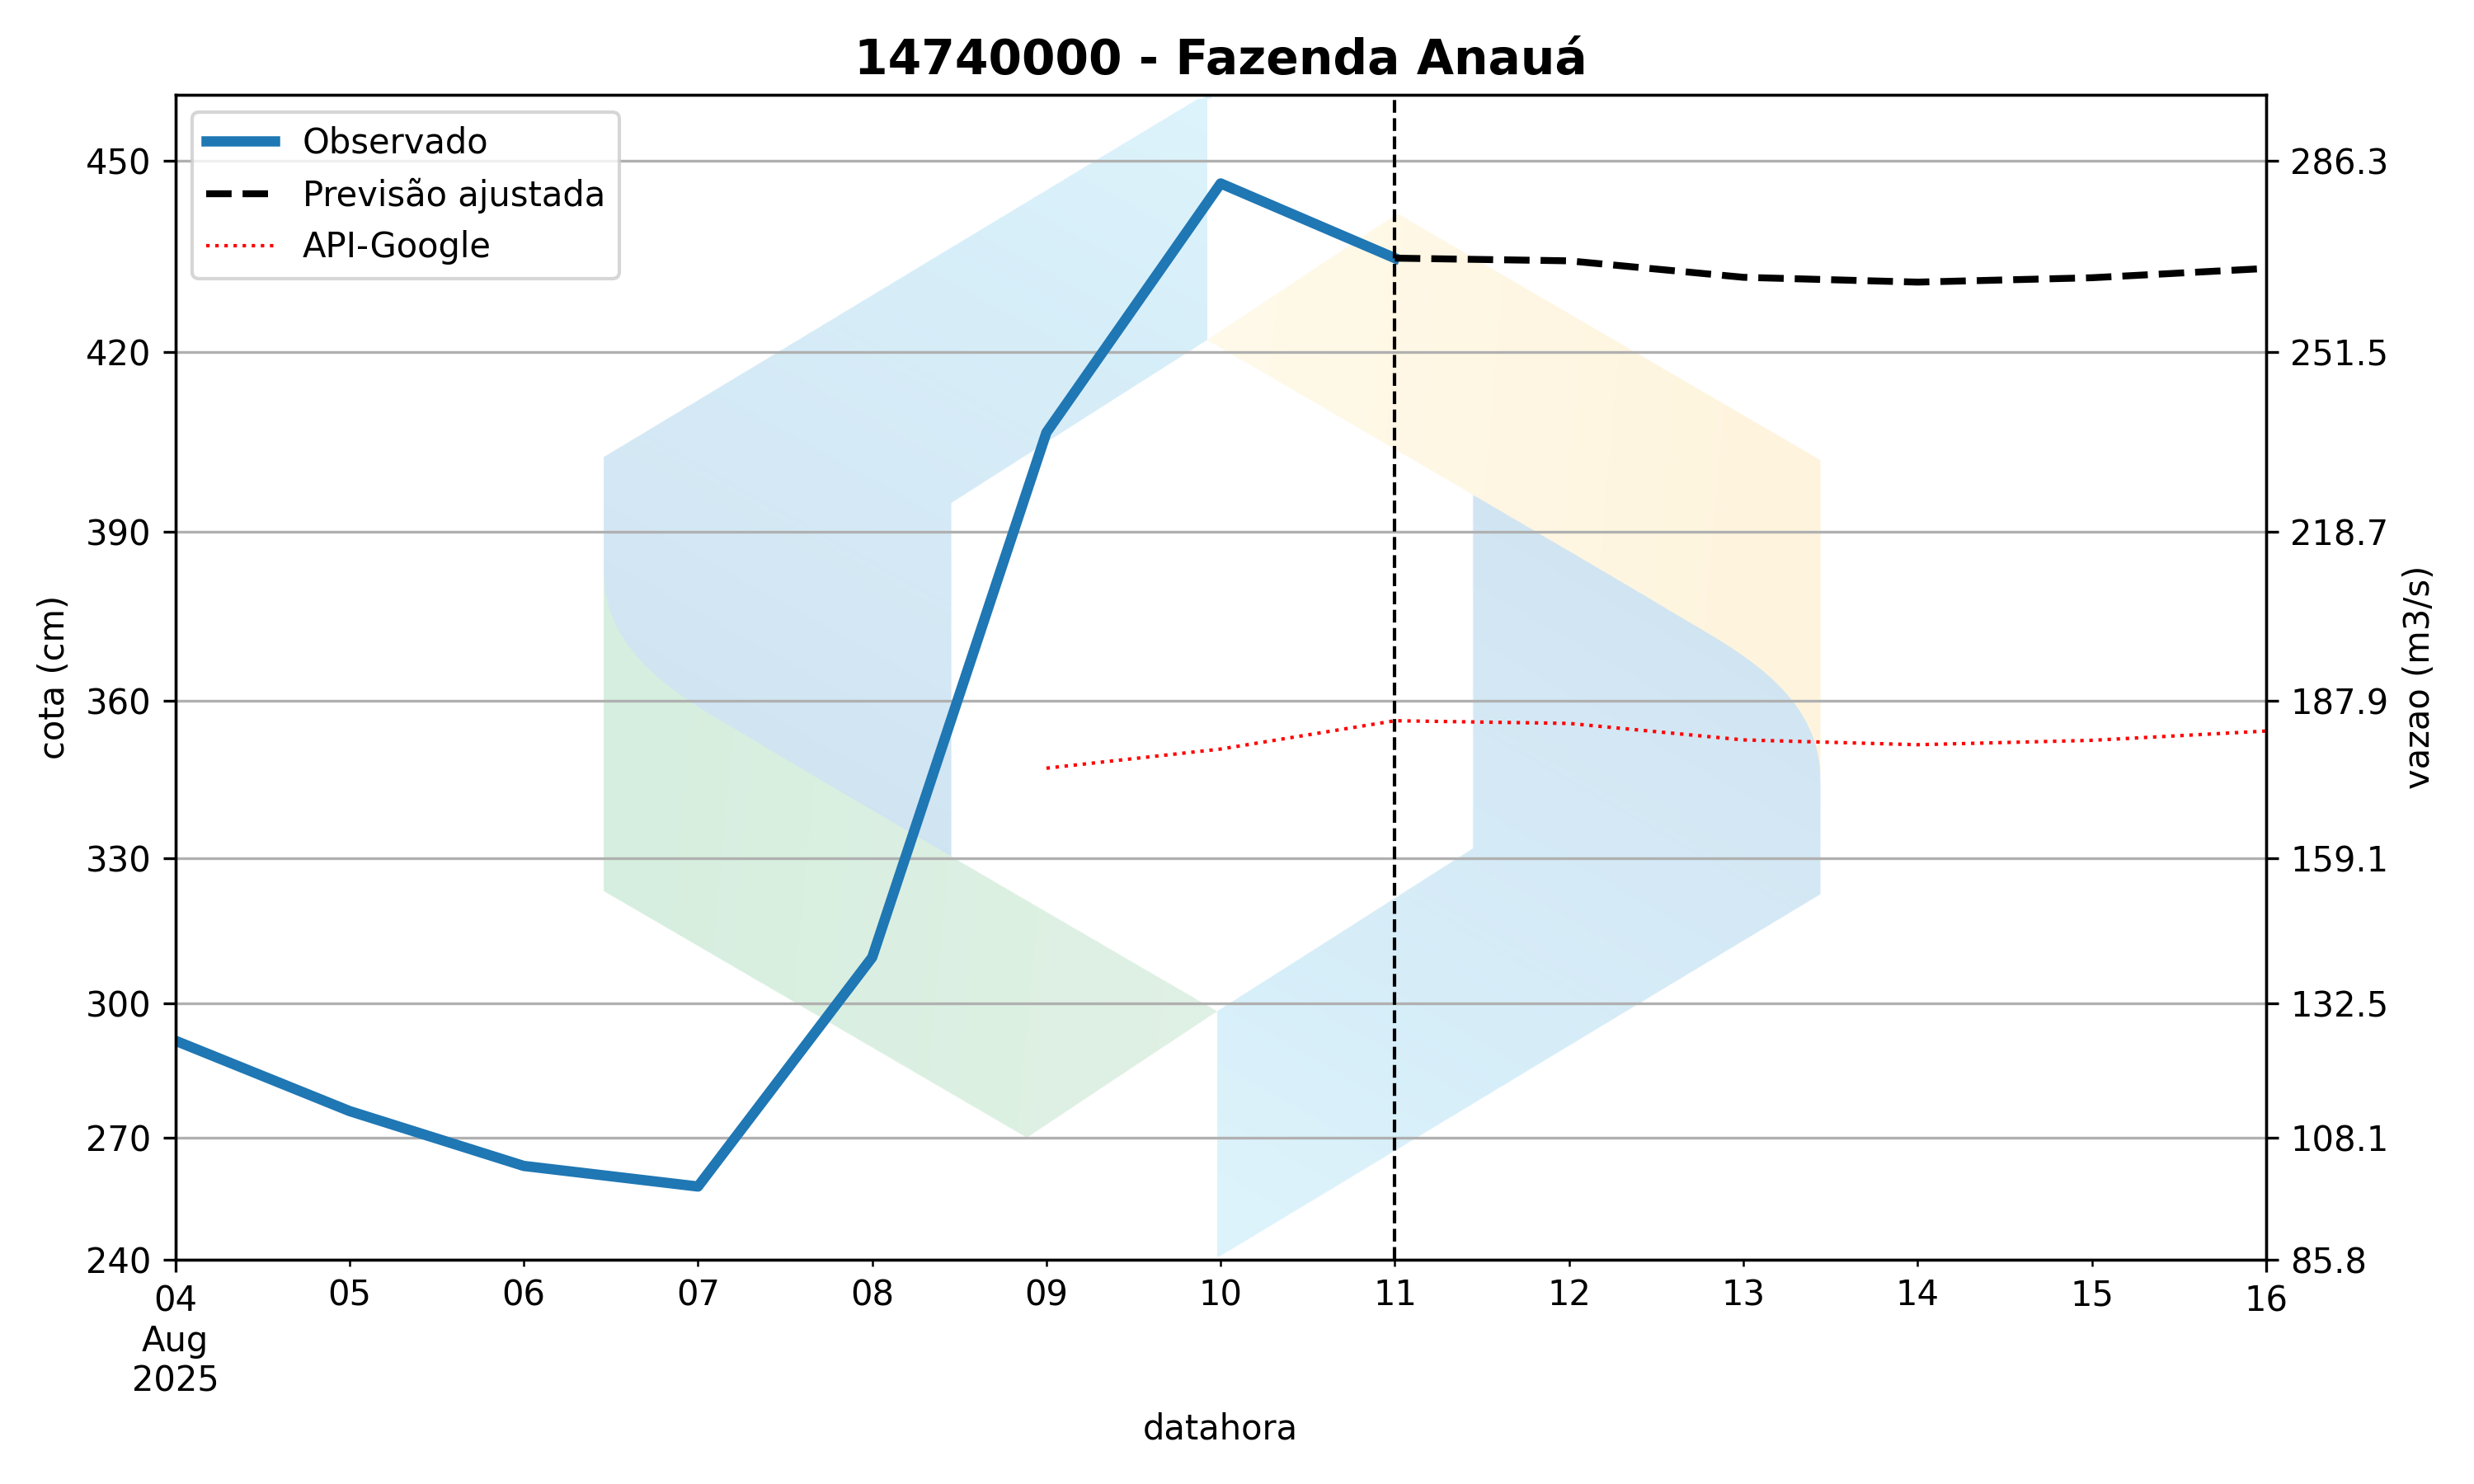 14740000 - Fazenda Anauá
Observado
Previsão ajustada
API-Google
450
420
390
360
330
300
270
240
cota (cm)
286.3
251.5
218.7
187.9
159.1
132.5
108.1
85.8
vazao (m3/s)
04 05 06 07 08 09 10 11 12 13 14 15 16
Aug
2025
datahora